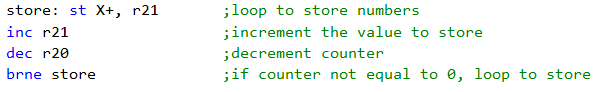 store: st X+, r21 ;loop to store numbers
inc r21 ;increment the value to store
dec r20 ;decrement counter
brne store ;if counter not equal to 0, loop to store